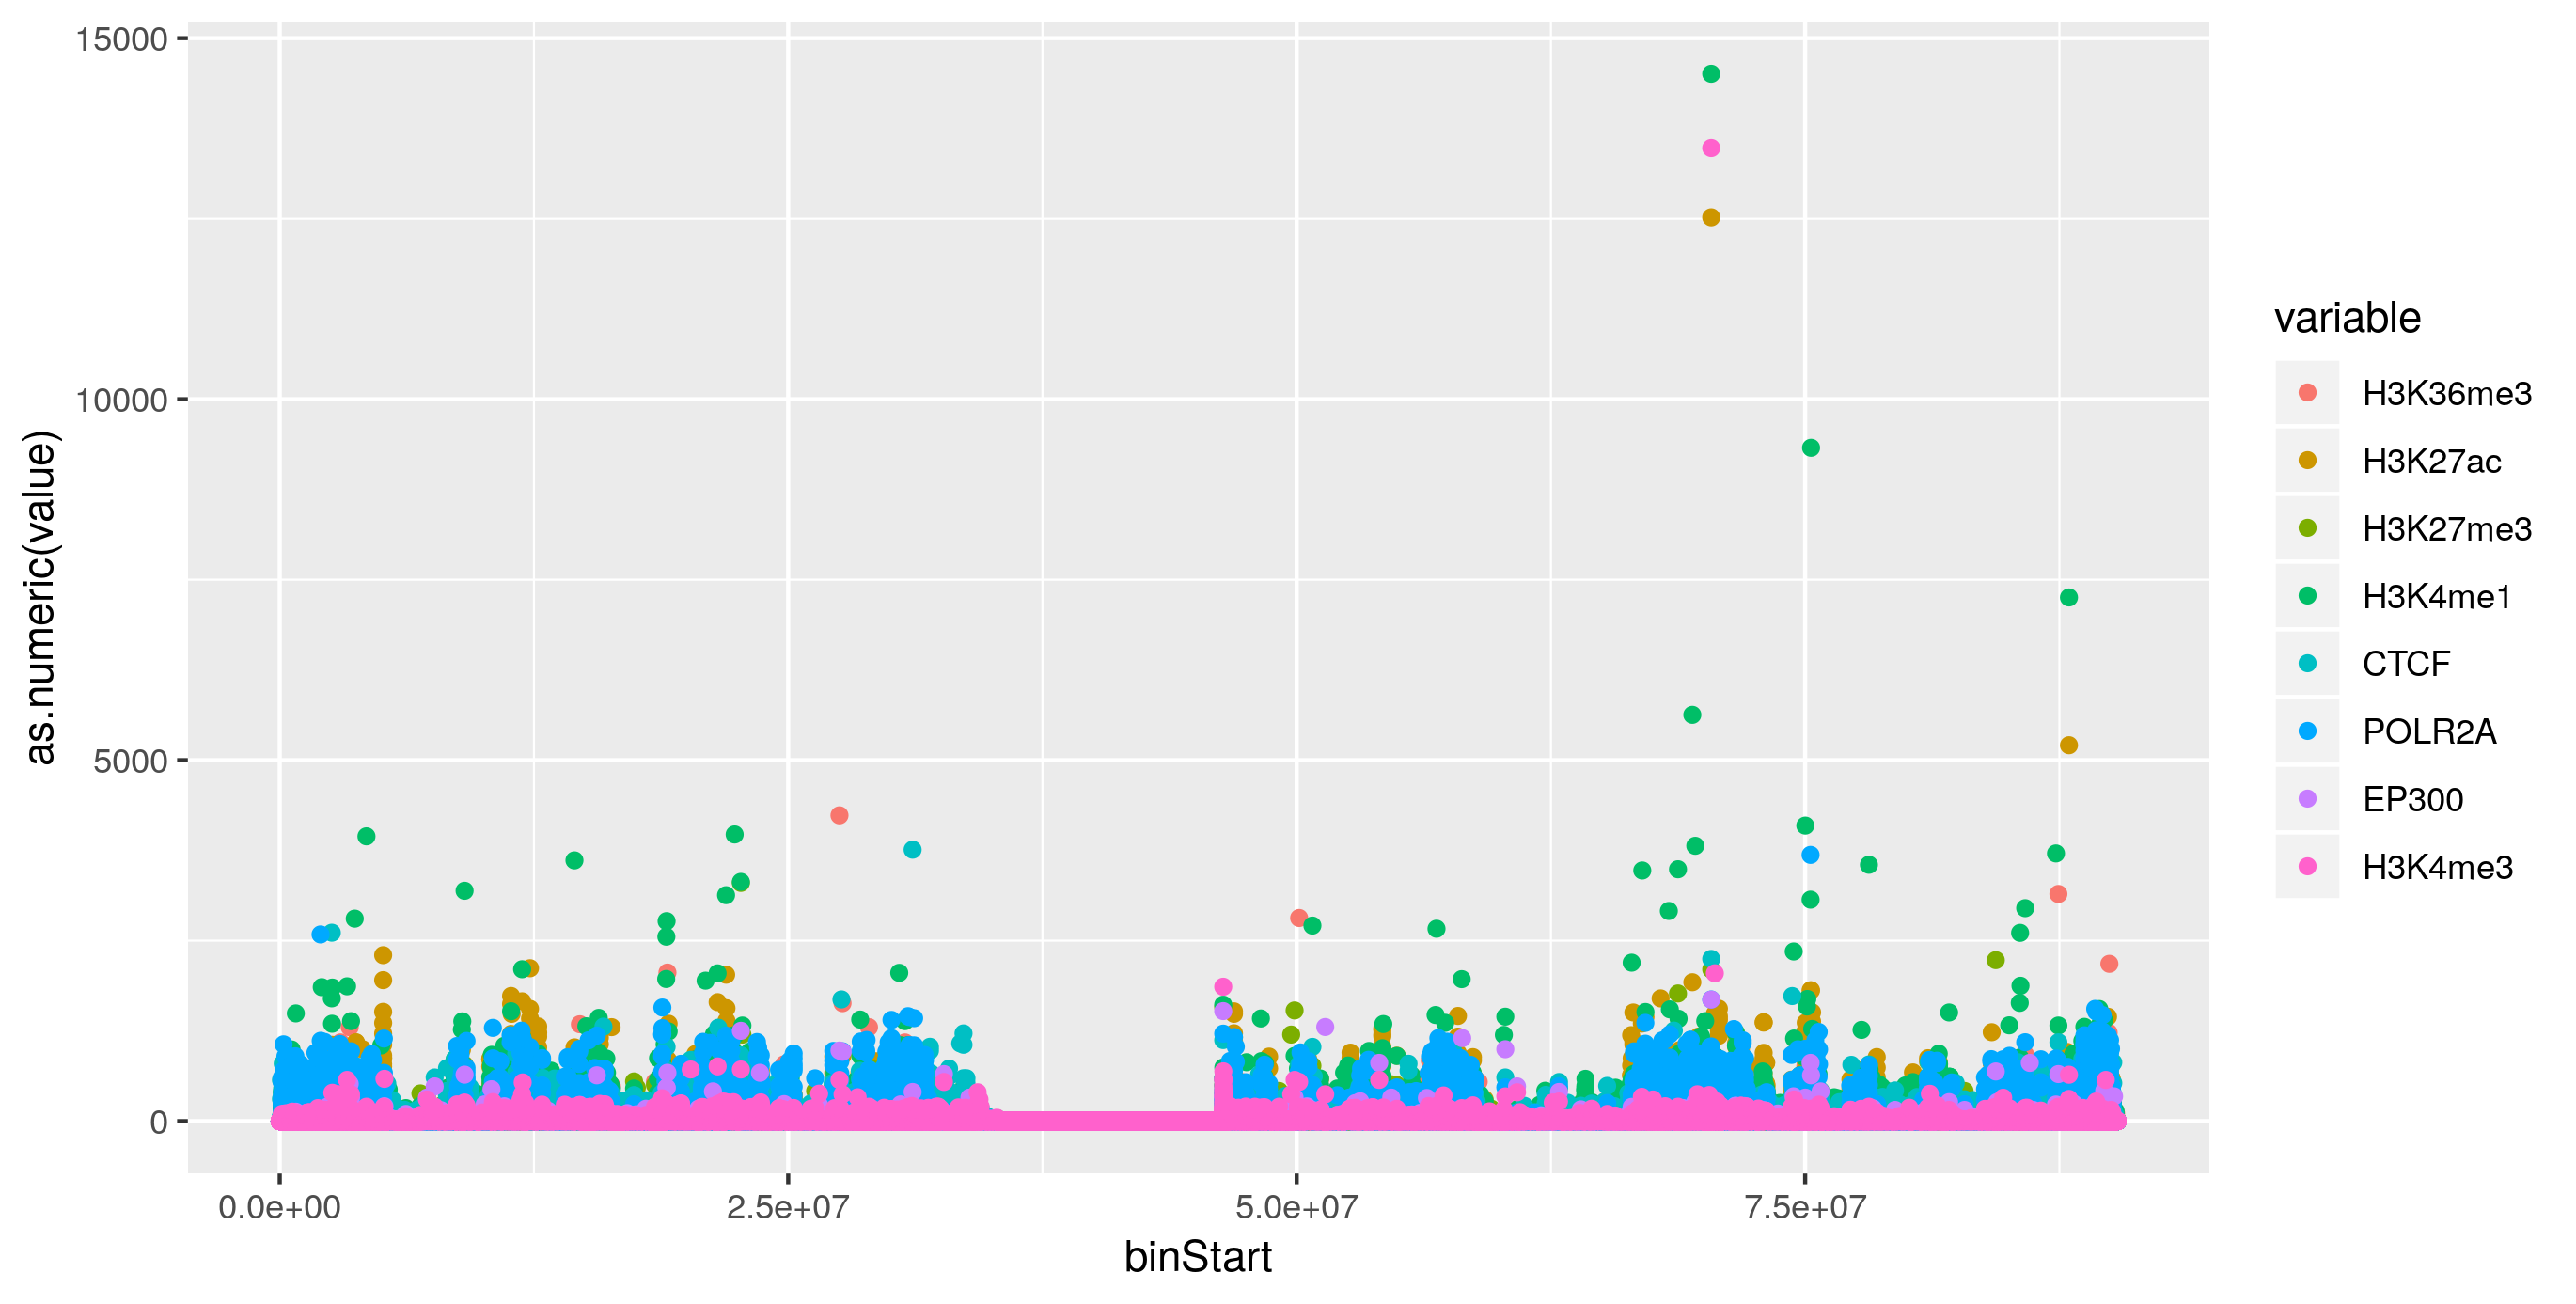 15000
10000
5000
0
as.numeric(value)
0.0e+00
2.5e+07
5.0e+07
7.5e+07
binStart
variable
H3K36me3
H3K27ac
H3K27me3
H3K4me1
CTCF
POLR2A
EP300
H3K4me3